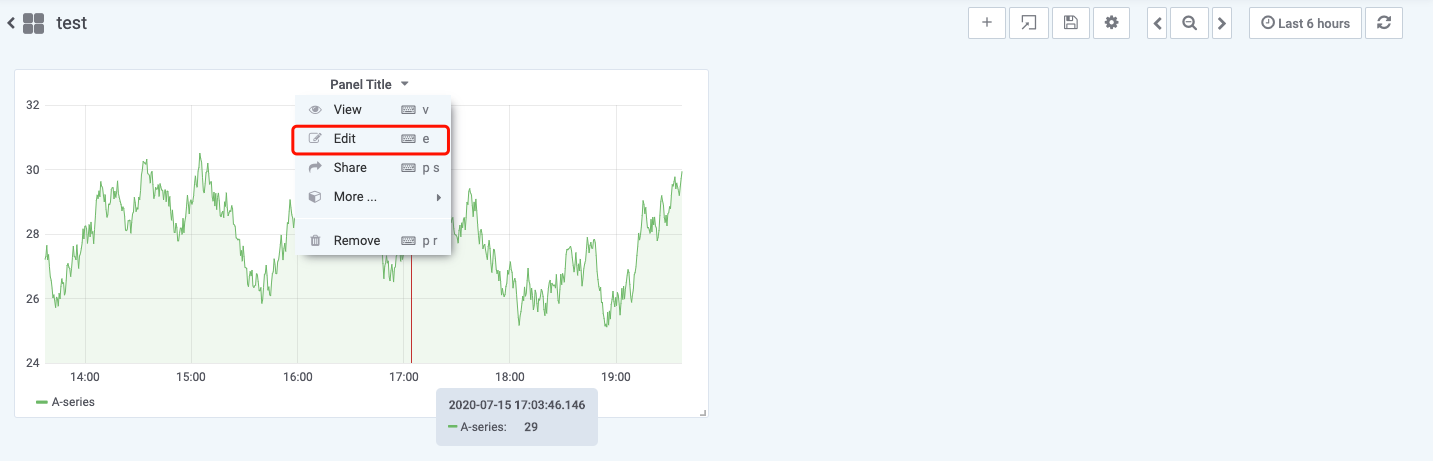 test
Last 6 hours
Panel Title
View v
Edit e
Share p s
More ...
Remove p r
32
30
28
26
24
14:00 15:00 16:00 17:00 18:00 19:00
A-series
2020-07-15 17:03:46.146
A-series: 29